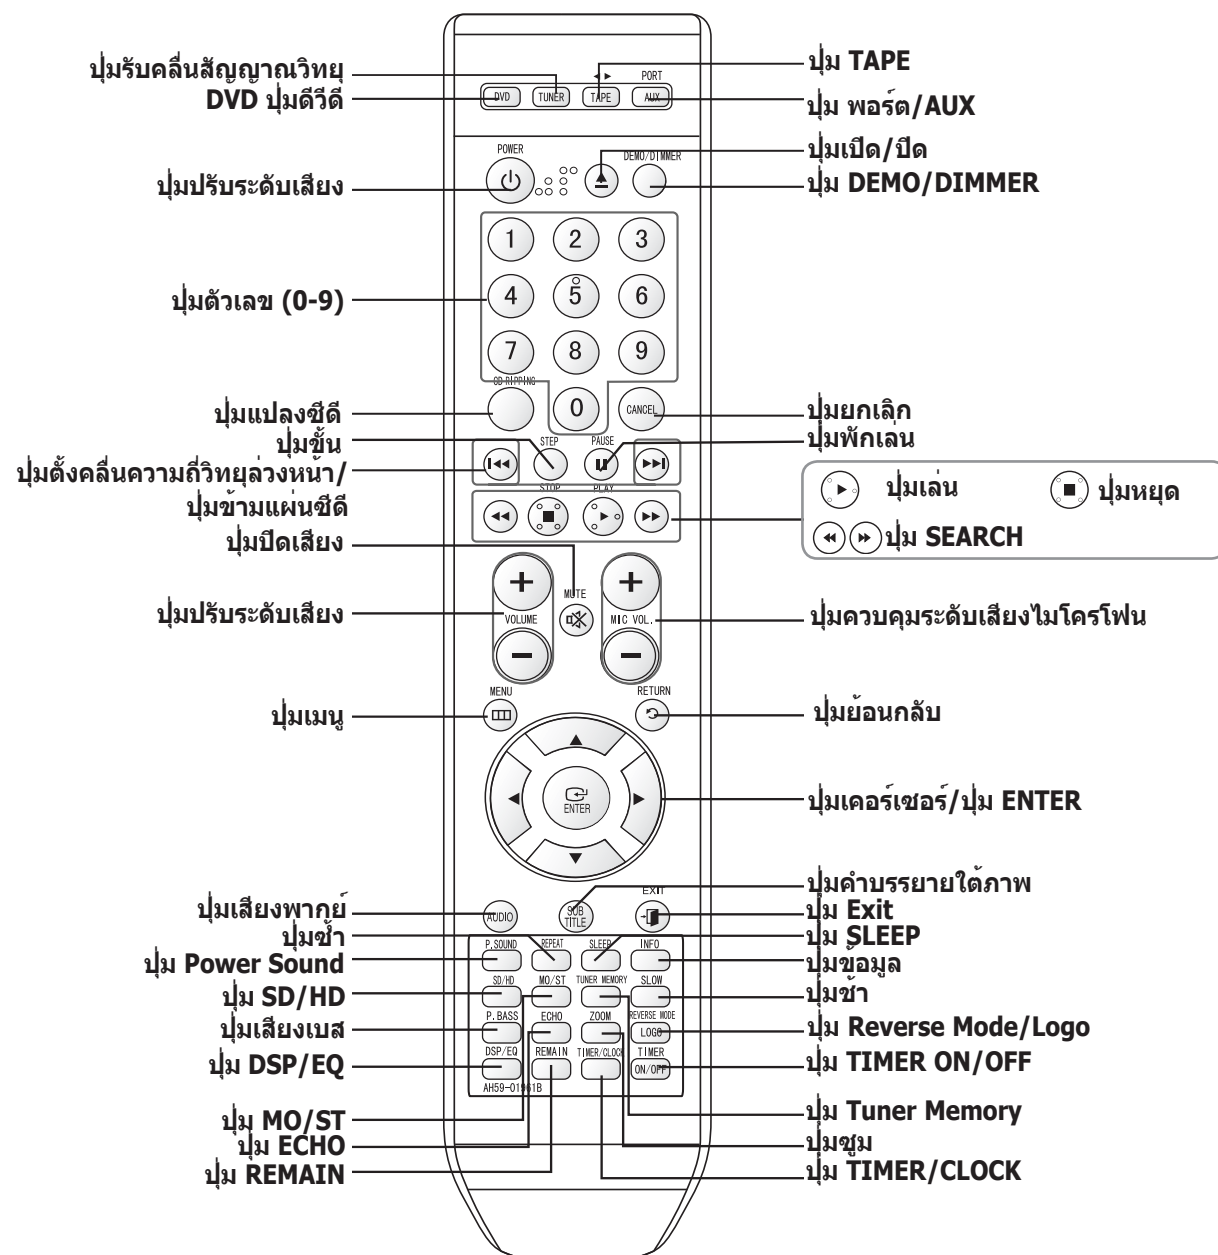 ปุ่มรับคลื่นสัญญาณวิทยุ
DVD ปุ่มดีวีดี
ปุ่มปรับระดับเสียง
ปุ่มตัวเลข (0-9)
ปุ่มแปลงซีดี
ปุ่มขั้น
ปุ่มตั้งคลื่นความถี่วิทยุล่วงหน้า/
ปุ่มข้ามแผ่นซีดี
ปุ่มปิดเสียง
ปุ่มปรับระดับเสียง
ปุ่มเมนู
ปุ่มเสียงพากย์
ปุ่มซ้ำ
ปุ่ม Power Sound
ปุ่ม SD/HD
ปุ่มเสียงเบส
ปุ่ม DSP/EQ
ปุ่ม MO/ST
ปุ่ม ECHO
ปุ่ม REMAIN
PORT
DVD TUNER TAPE AUX
POWER DEMO/DIMMER
1 2 3
4 5 6
7 8 9
CD RIPPING
0 CANCEL
STEP PAUSE
STOP PLAY
MUTE
VOLUME MIC VOL.
MENU RETURN
ENTER
EXIT
AUDIO SUB TITLE
P.SOUND REPEAT SLEEP INFO
SD/HD MO/ST TUNER MEMORY SLOW
P.BASS ECHO ZOOM REVERSE MODE
LOGO
DSP/EQ REMAIN TIMER/CLOCK TIMER
ON/OFF
AH59-01961B
ปุ่ม TAPE
ปุ่ม พอร์ต/AUX
ปุ่มเปิด/ปิด
ปุ่ม DEMO/DIMMER
ปุ่มยกเลิก
ปุ่มพักเล่น
ปุ่มเล่น ปุ่มหยุด
ปุ่ม SEARCH
ปุ่มควบคุมระดับเสียงไมโครโฟน
ปุ่มย้อนกลับ
ปุ่มเคอร์เซอร์/ปุ่ม ENTER
ปุ่มคำบรรยายใต้ภาพ
ปุ่ม Exit
ปุ่ม SLEEP
ปุ่มข้อมูล
ปุ่มช้า
ปุ่ม Reverse Mode/Logo
ปุ่ม TIMER ON/OFF
ปุ่ม Tuner Memory
ปุ่มซูม
ปุ่ม TIMER/CLOCK